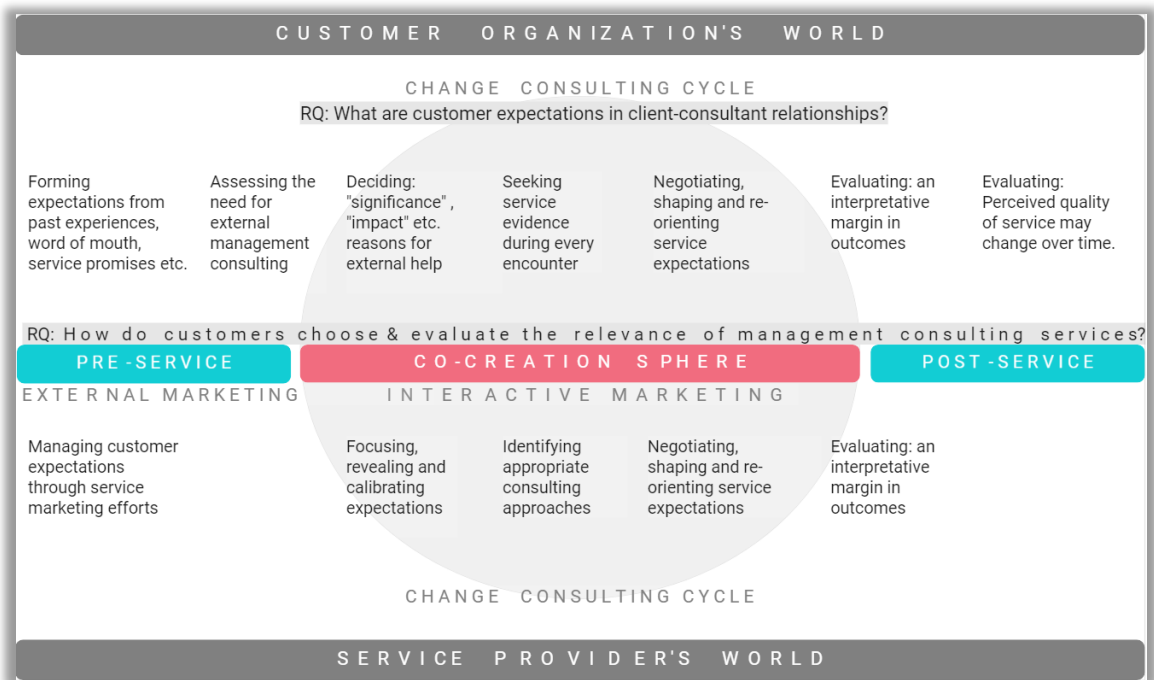 CUSTOMER ORGANIZATION'S WORLD
CHANGE CONSULTING CYCLE
RQ: What are customer expectations in client-consultant relationships?
Forming
expectations from
past experiences,
word of mouth,
service promises etc.
Assessing the
need for
external
management
consulting
Deciding:
"significance" ,
"impact" etc.
reasons for
external help
Seeking
service
evidence
during every
encounter
Negotiating,
shaping and re-
orienting
service
expectations
Evaluating: an
interpretative
margin in
outcomes
Evaluating:
Perceived quality
of service may
change over time.
RQ: How do customers choose & evaluate the relevance of management consulting services?
PRE-SERVICE
CO-CREATION SPHERE
POST-SERVICE
EXTERNAL MARKETING
INTERACTIVE MARKETING
Managing customer
expectations
through service
marketing efforts
Focusing,
revealing and
calibrating
expectations
Identifying
appropriate
consulting
approaches
Negotiating,
shaping and re-
orienting service
expectations
Evaluating: an
interpretative
margin in
outcomes
CHANGE CONSULTING CYCLE
SERVICE PROVIDER'S WORLD